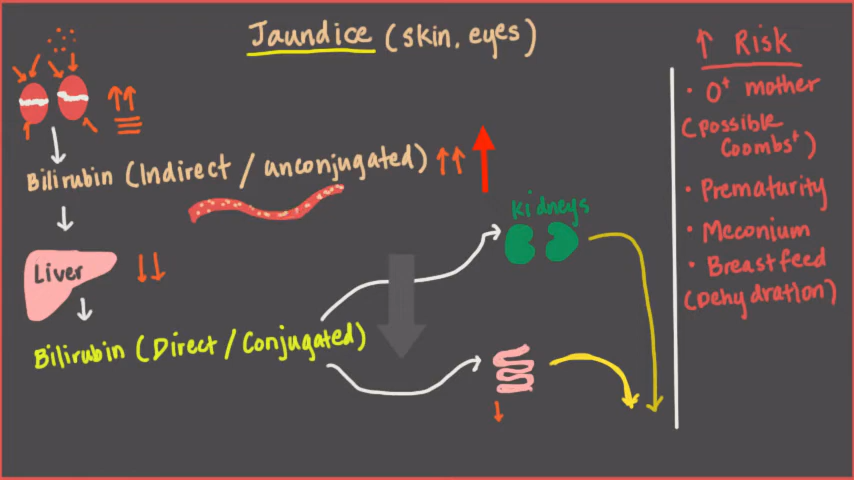 Jaundice (skin, eyes)
Bilirubin (Indirect / unconjugated)
Liver
Bilirubin (Direct / Conjugated)
kidneys
↑ Risk
• O+ mother
(possible
Coombs+)
• Prematurity
• Meconium
• Breastfeed
(Dehydration)